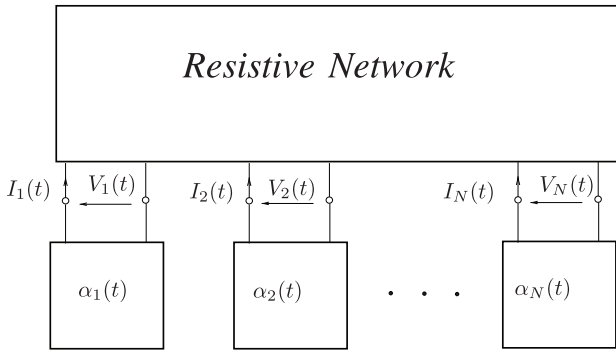 Resistive Network
I₁(t) V₁(t) I₂(t) V₂(t) I_N(t) V_N(t)
α₁(t) α₂(t) . . . α_N(t)